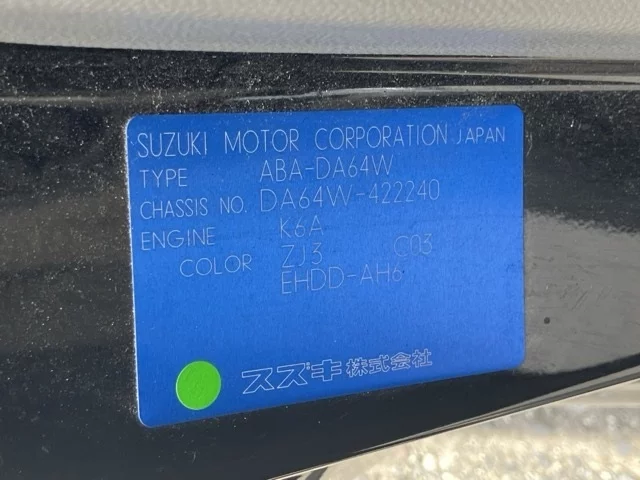 SUZUKI MOTOR CORPORATION JAPAN
TYPE ABA-DA64W
CHASSIS NO. DA64W-422240
ENGINE K6A
COLOR ZJ3 C03
EHDD-AH6
スズキ株式会社